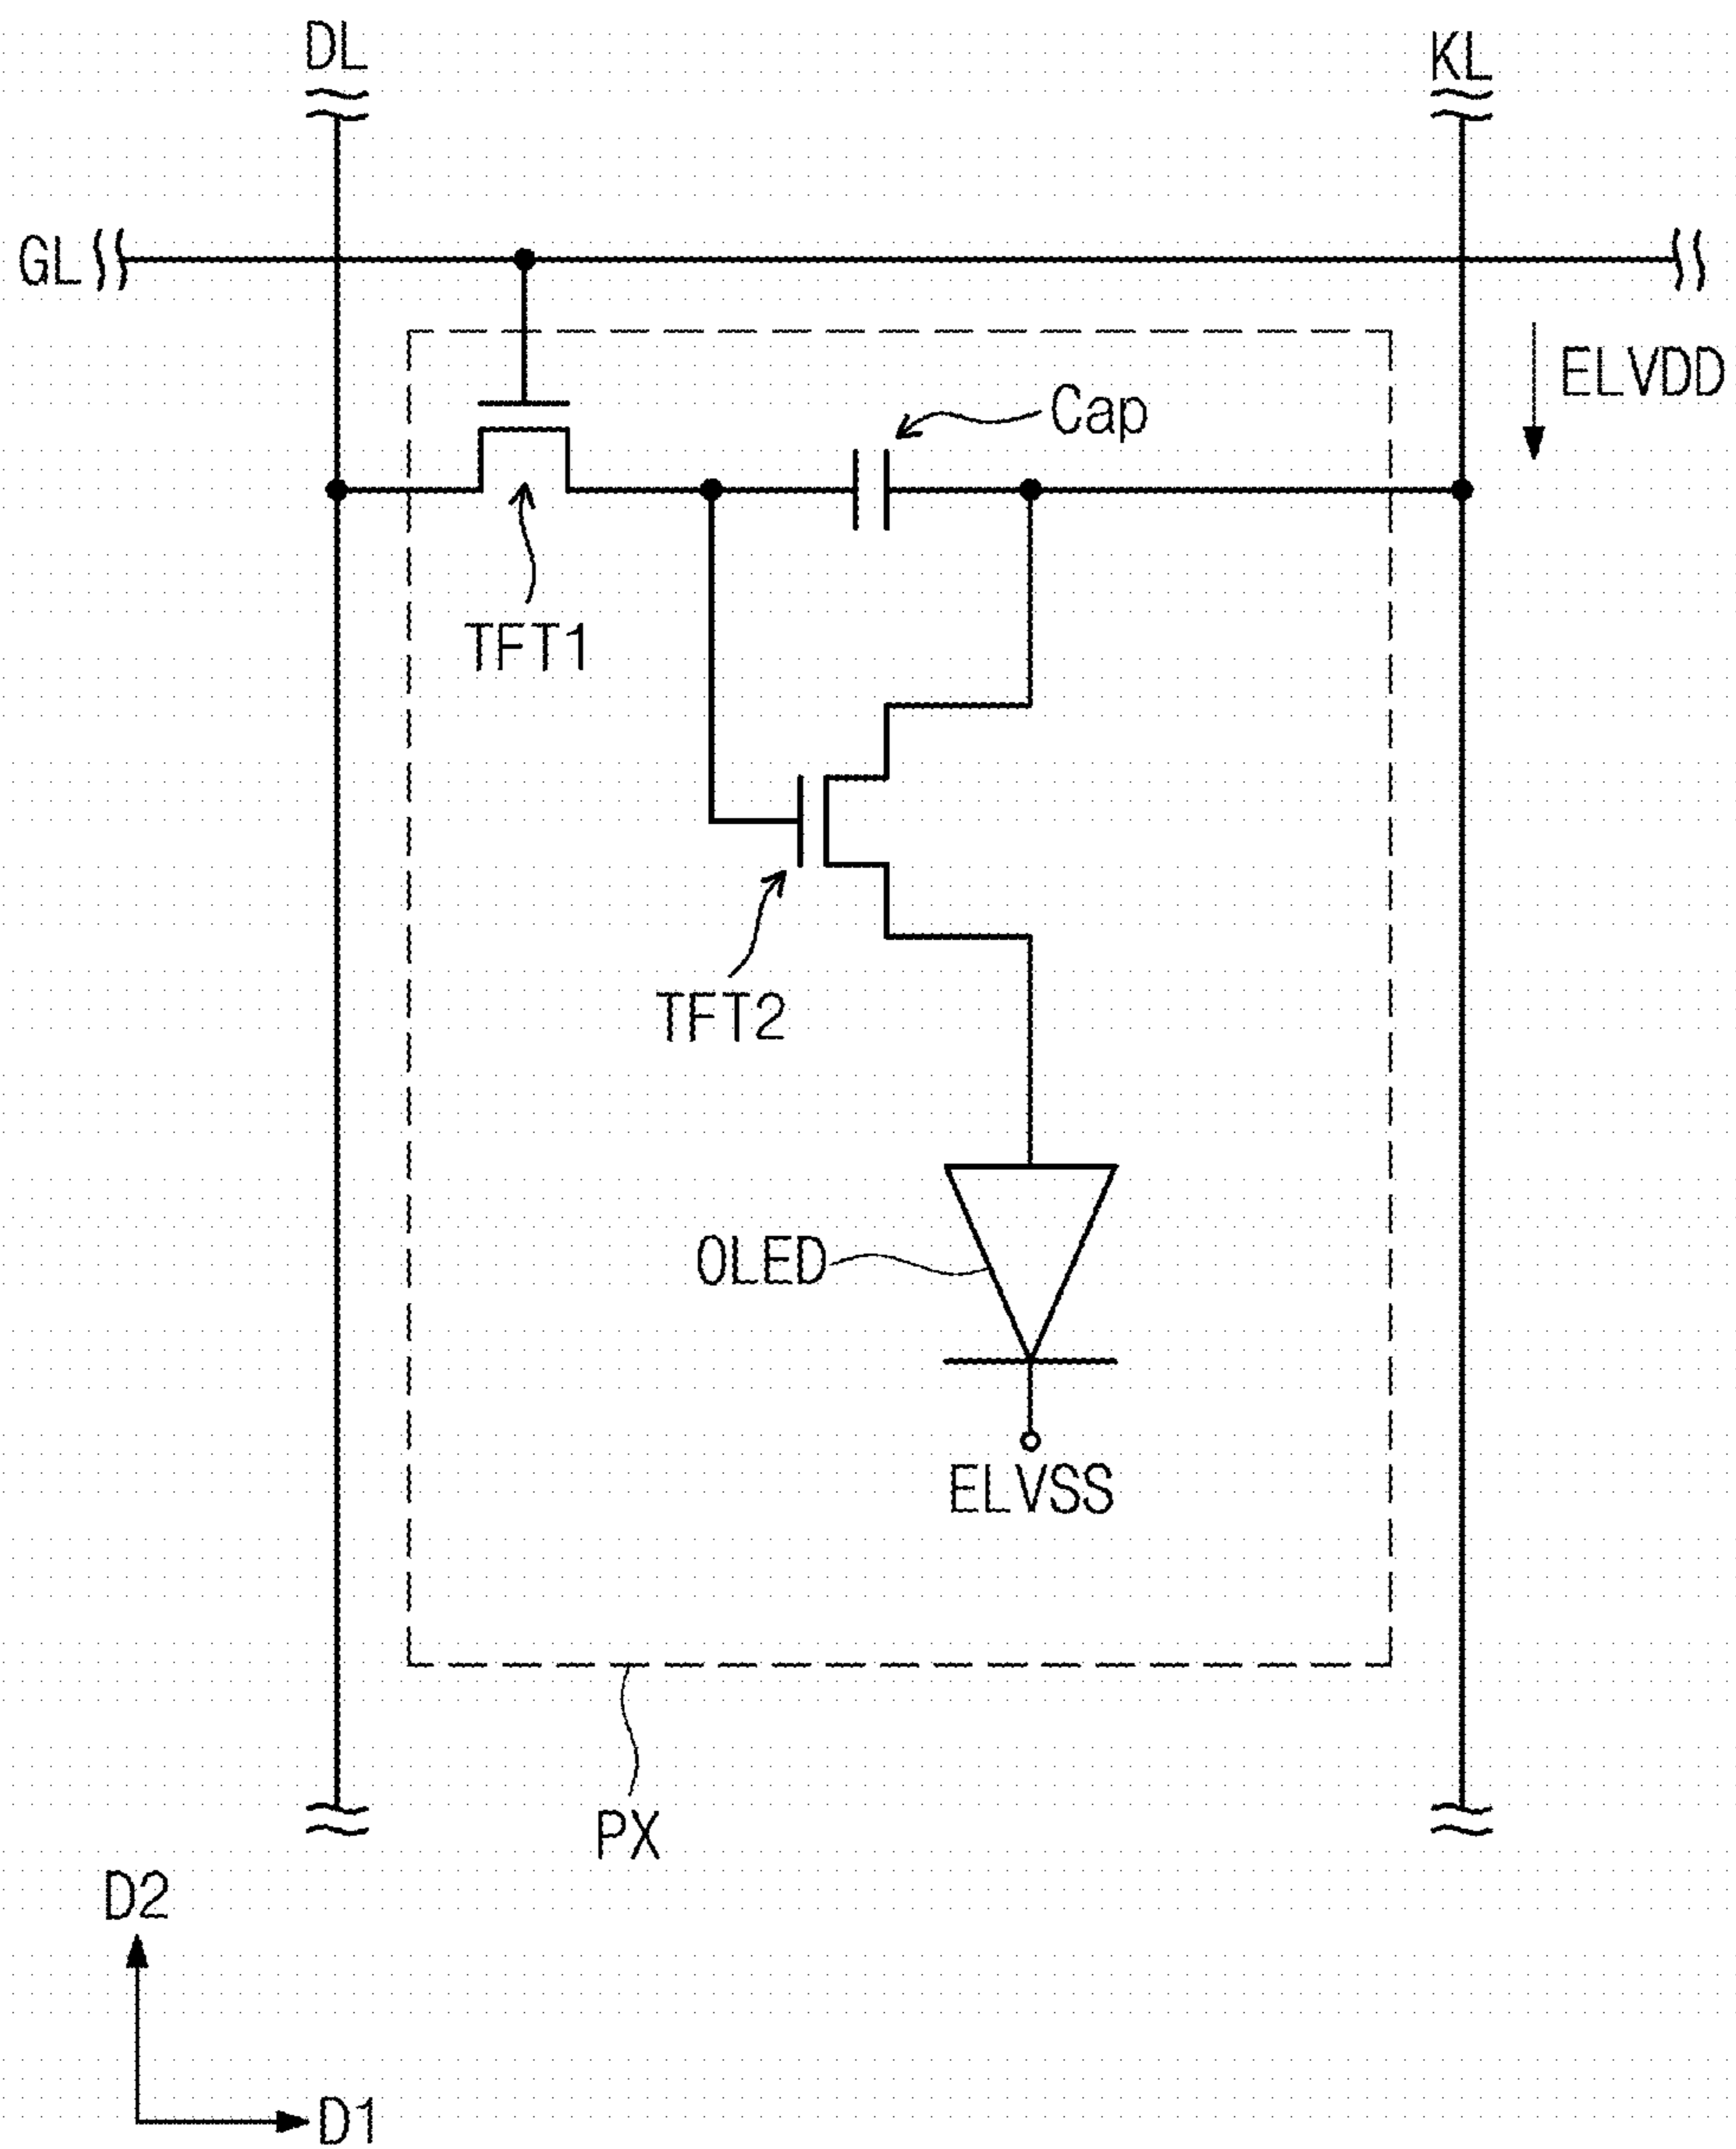 DL
KL
GL
ELVDD
Cap
TFT1
TFT2
OLED
ELVSS
PX
D2
D1